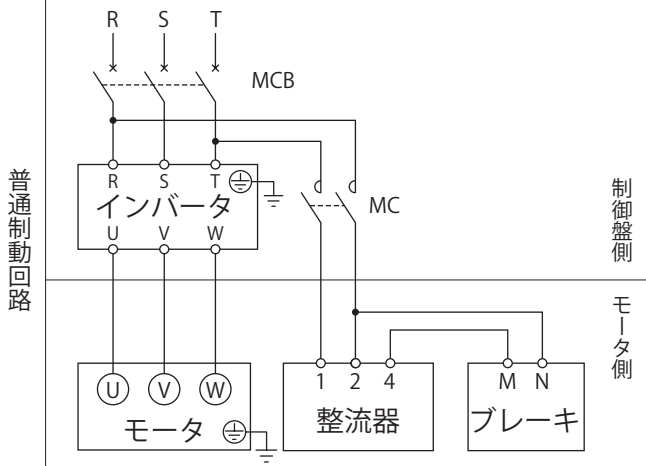 R S T
MCB
R S T
インバータ
U V W
MC
普通制動回路
制御盤側
モータ側
U V W
モータ
1 2 4
整流器
M N
ブレーキ